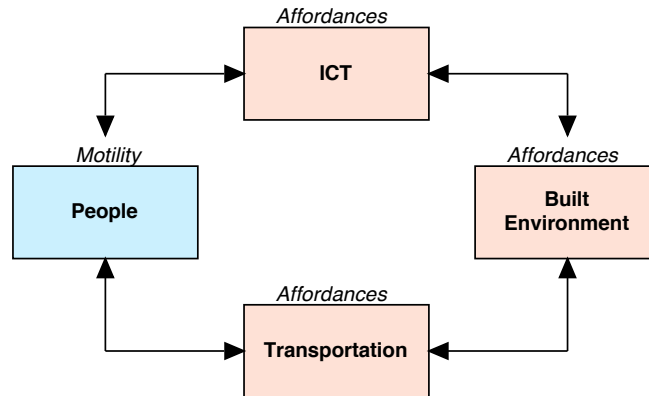 Affordances
ICT
Motility
People
Affordances
Built
Environment
Affordances
Transportation